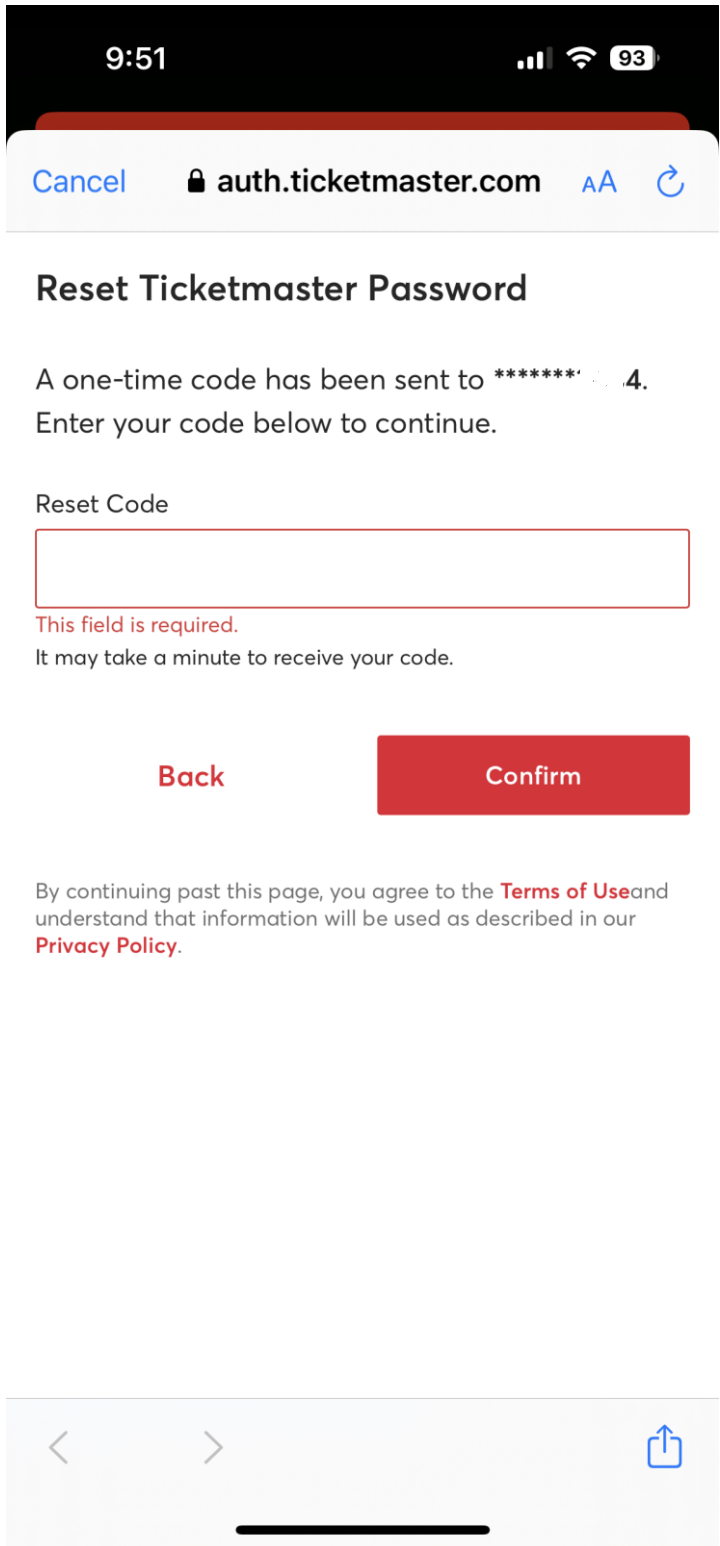 9:51
93
Cancel
auth.ticketmaster.com
AA
Reset Ticketmaster Password
A one-time code has been sent to ******* 4.
Enter your code below to continue.
Reset Code
This field is required.
It may take a minute to receive your code.
Back
Confirm
By continuing past this page, you agree to the Terms of Useand
understand that information will be used as described in our
Privacy Policy.